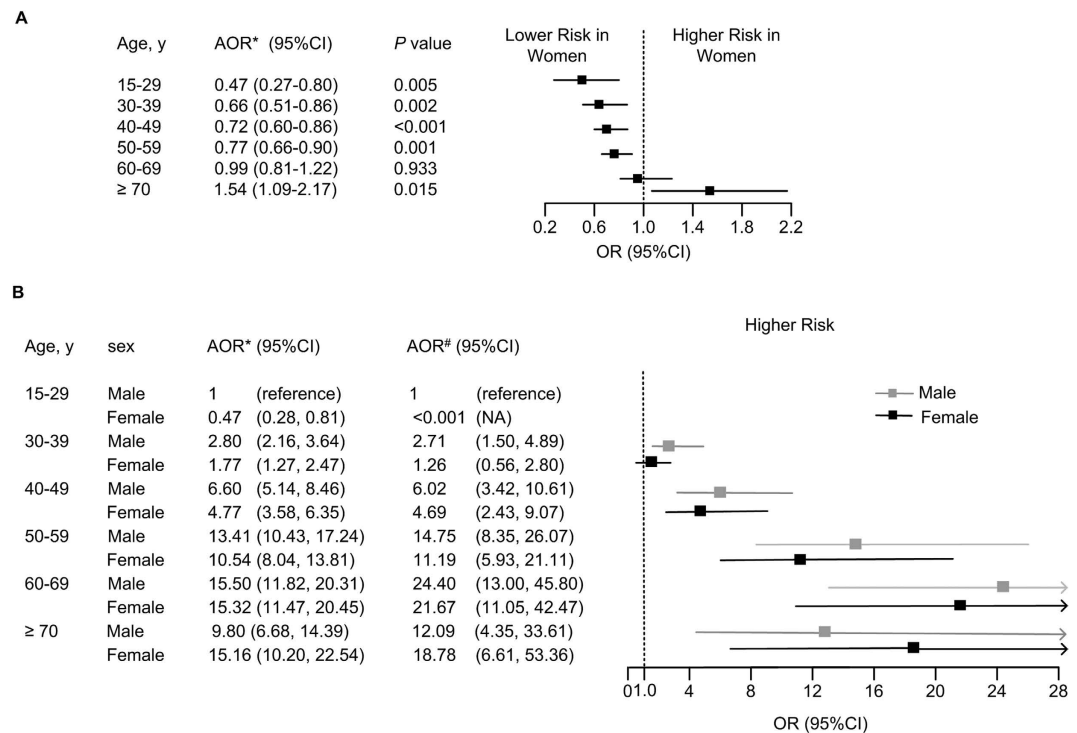 A
Age, y AOR* (95%CI) P value Lower Risk in Women Higher Risk in Women
15-29 0.47 (0.27-0.80) 0.005
30-39 0.66 (0.51-0.86) 0.002
40-49 0.72 (0.60-0.86) <0.001
50-59 0.77 (0.66-0.90) 0.001
60-69 0.99 (0.81-1.22) 0.933
≥ 70 1.54 (1.09-2.17) 0.015
0.2 0.6 1.0 1.4 1.8 2.2
OR (95%CI)
B
Higher Risk
Age, y sex AOR* (95%CI) AOR# (95%CI)
15-29 Male 1 (reference) 1 (reference) Male
Female 0.47 (0.28, 0.81) <0.001 (NA) Female
30-39 Male 2.80 (2.16, 3.64) 2.71 (1.50, 4.89)
Female 1.77 (1.27, 2.47) 1.26 (0.56, 2.80)
40-49 Male 6.60 (5.14, 8.46) 6.02 (3.42, 10.61)
Female 4.77 (3.58, 6.35) 4.69 (2.43, 9.07)
50-59 Male 13.41 (10.43, 17.24) 14.75 (8.35, 26.07)
Female 10.54 (8.04, 13.81) 11.19 (5.93, 21.11)
60-69 Male 15.50 (11.82, 20.31) 24.40 (13.00, 45.80)
Female 15.32 (11.47, 20.45) 21.67 (11.05, 42.47)
≥ 70 Male 9.80 (6.68, 14.39) 12.09 (4.35, 33.61)
Female 15.16 (10.20, 22.54) 18.78 (6.61, 53.36)
0 1.0 4 8 12 16 20 24 28
OR (95%CI)